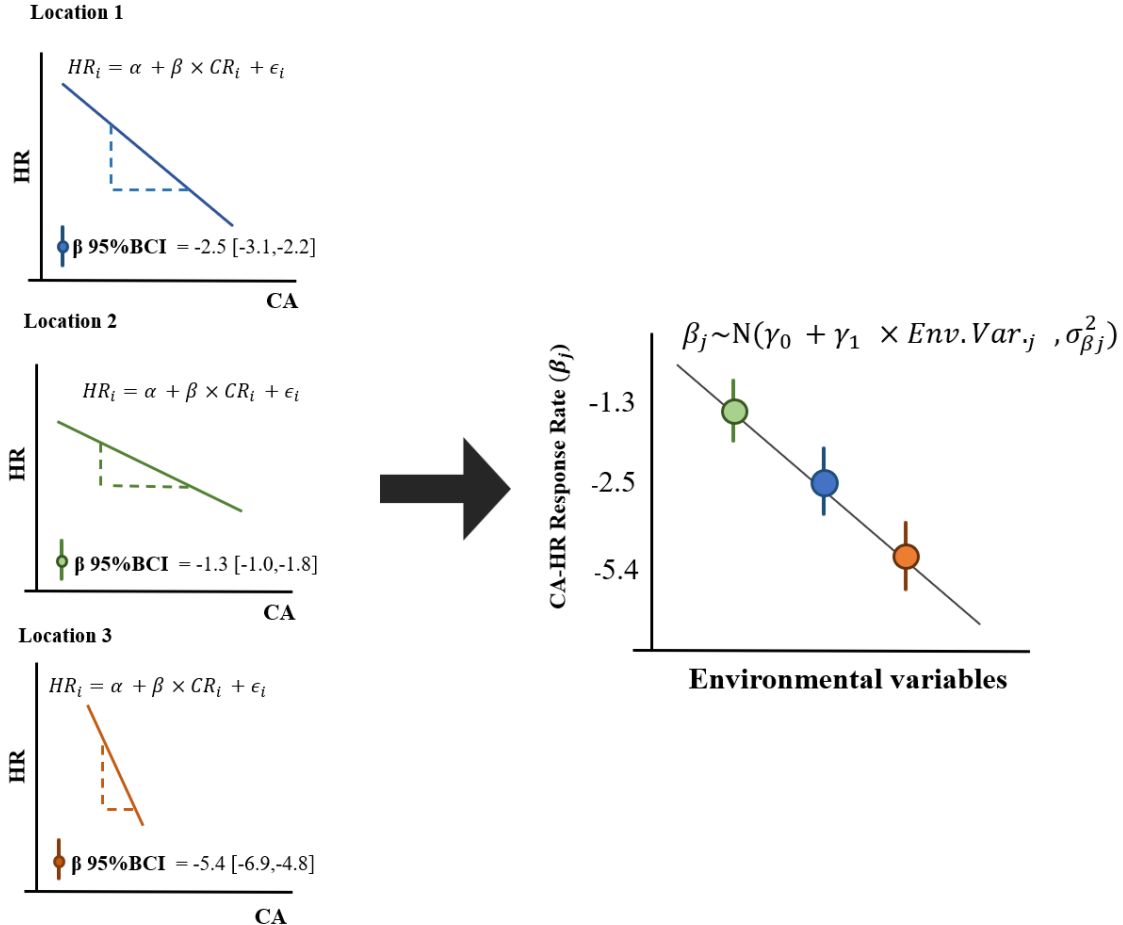 Location 1
HR
HR_i = α + β × CR_i + ϵ_i
β 95%BCI = -2.5 [-3.1,-2.2]
CA
Location 2
HR
HR_i = α + β × CR_i + ϵ_i
β 95%BCI = -1.3 [-1.0,-1.8]
CA
Location 3
HR
HR_i = α + β × CR_i + ϵ_i
β 95%BCI = -5.4 [-6.9,-4.8]
CA
β_j~N(γ_0 + γ_1 × Env.Var._j , σ²_βj)
CA-HR Response Rate (β_j)
-1.3
-2.5
-5.4
Environmental variables